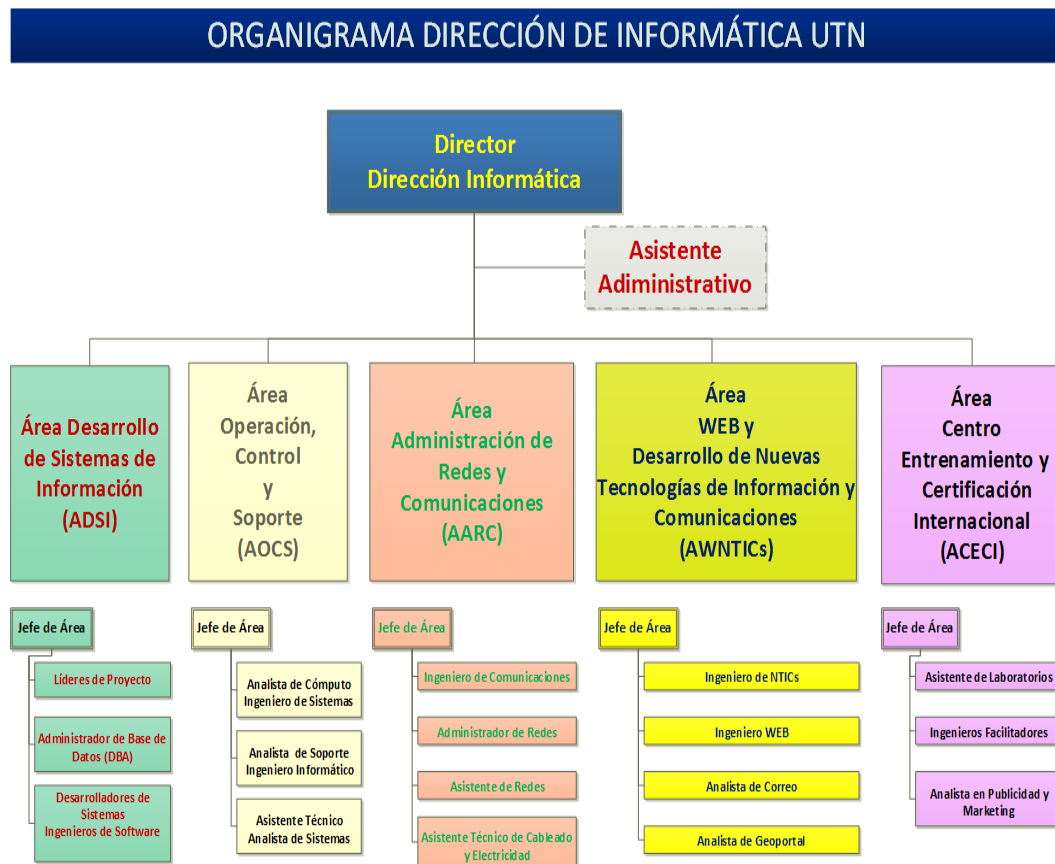 ORGANIGRAMA DIRECCIÓN DE INFORMÁTICA UTN
Director
Dirección Informática
Asistente
Adiministrativo
Área Desarrollo
de Sistemas de
Información
(ADSI)
Área
Operación,
Control
y
Soporte
(AOCS)
Área
Administración de
Redes y
Comunicaciones
(AARC)
Área
WEB y
Desarrollo de Nuevas
Tecnologías de Información y
Comunicaciones
(AWNTICs)
Área
Centro
Entrenamiento y
Certificación
Internacional
(ACECI)
Jefe de Área
Líderes de Proyecto
Administrador de Base de
Datos (DBA)
Desarrolladores de
Sistemas
Ingenieros de Software
Jefe de Área
Analista de Cómputo
Ingeniero de Sistemas
Analista de Soporte
Ingeniero Informático
Asistente Técnico
Analista de Sistemas
Jefe de Área
Ingeniero de Comunicaciones
Administrador de Redes
Asistente de Redes
Asistente Técnico de Cableado
y Electricidad
Jefe de Área
Ingeniero de NTICs
Ingeniero WEB
Analista de Correo
Analista de Geoportal
Jefe de Área
Asistente de Laboratorios
Ingenieros Facilitadores
Analista en Publicidad y
Marketing